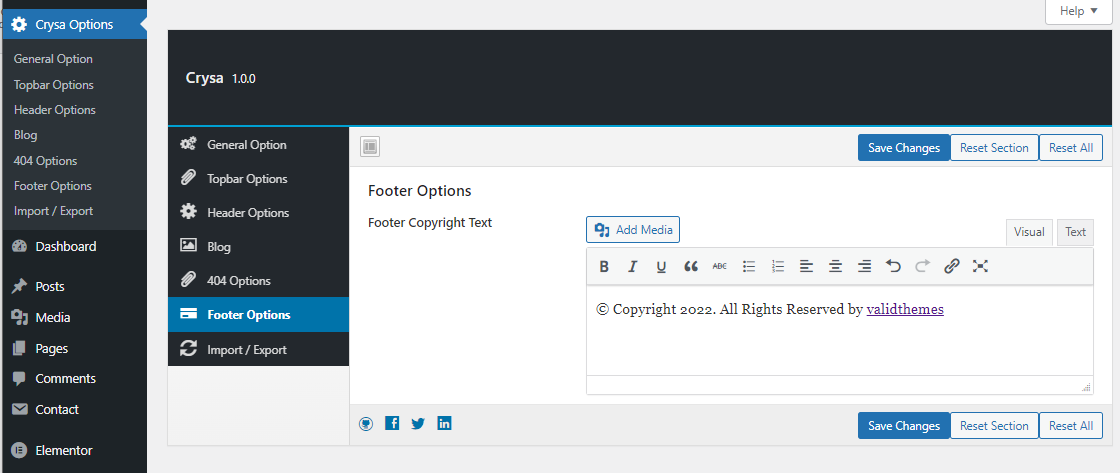 Help ▼
Crysa Options
General Option
Topbar Options
Header Options
Blog
404 Options
Footer Options
Import / Export
Dashboard
Posts
Media
Pages
Comments
Contact
Elementor
Crysa 1.0.0
General Option
Topbar Options
Header Options
Blog
404 Options
Footer Options
Import / Export
Save Changes Reset Section Reset All
Footer Options
Footer Copyright Text
Add Media
Visual Text
B I U ABC
© Copyright 2022. All Rights Reserved by validthemes
Save Changes Reset Section Reset All